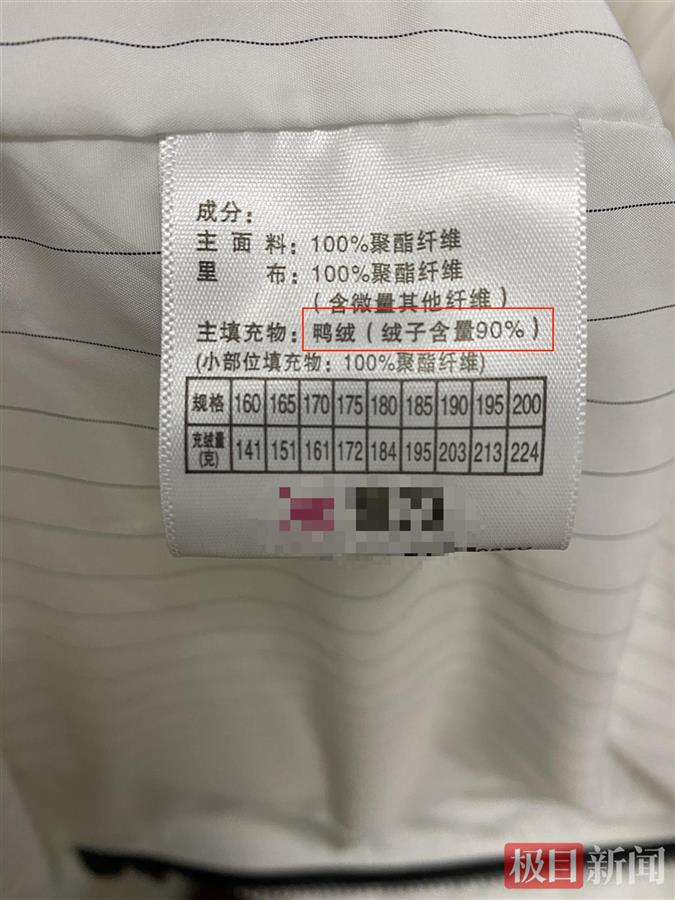 成分：
主面料：100%聚酯纤维
里布：100%聚酯纤维
（含微量其他纤维）
主填充物：鸭绒（绒子含量90%）
(小部位填充物：100%聚酯纤维)
规格 160 165 170 175 180 185 190 195 200
充绒量(克) 141 151 161 172 184 195 203 213 224
极目新闻